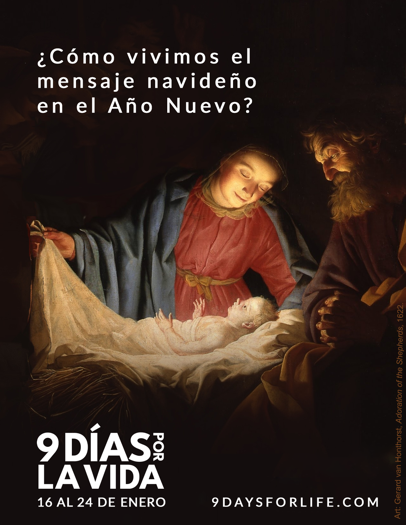 ¿Cómo vivimos el
mensaje navideño
en el Año Nuevo?
Art: Gerard van Honthorst, Adoration of the Shepherds, 1622
9 DÍAS POR
LA VIDA
16 AL 24 DE ENERO
9DAYSFORLIFE.COM